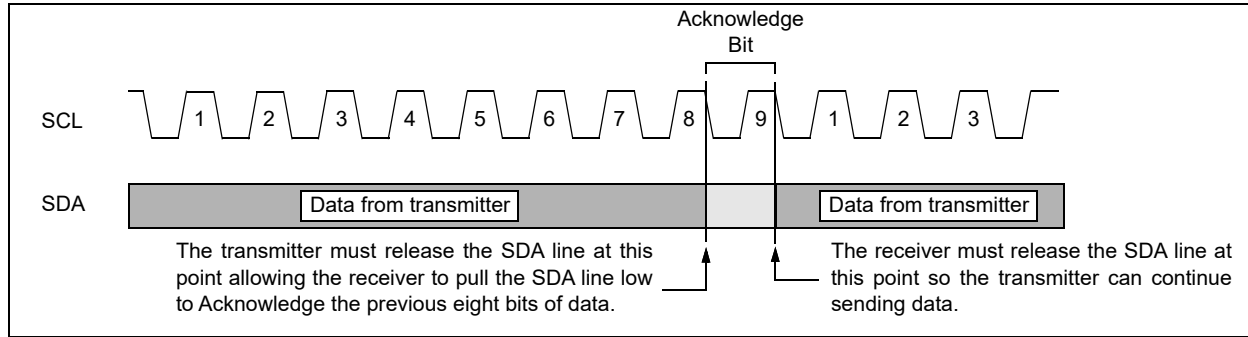 Acknowledge
Bit
SCL
1 2 3 4 5 6 7 8 9 1 2 3
SDA
Data from transmitter
Data from transmitter
The transmitter must release the SDA line at this
point allowing the receiver to pull the SDA line low
to Acknowledge the previous eight bits of data.
The receiver must release the SDA line at
this point so the transmitter can continue
sending data.